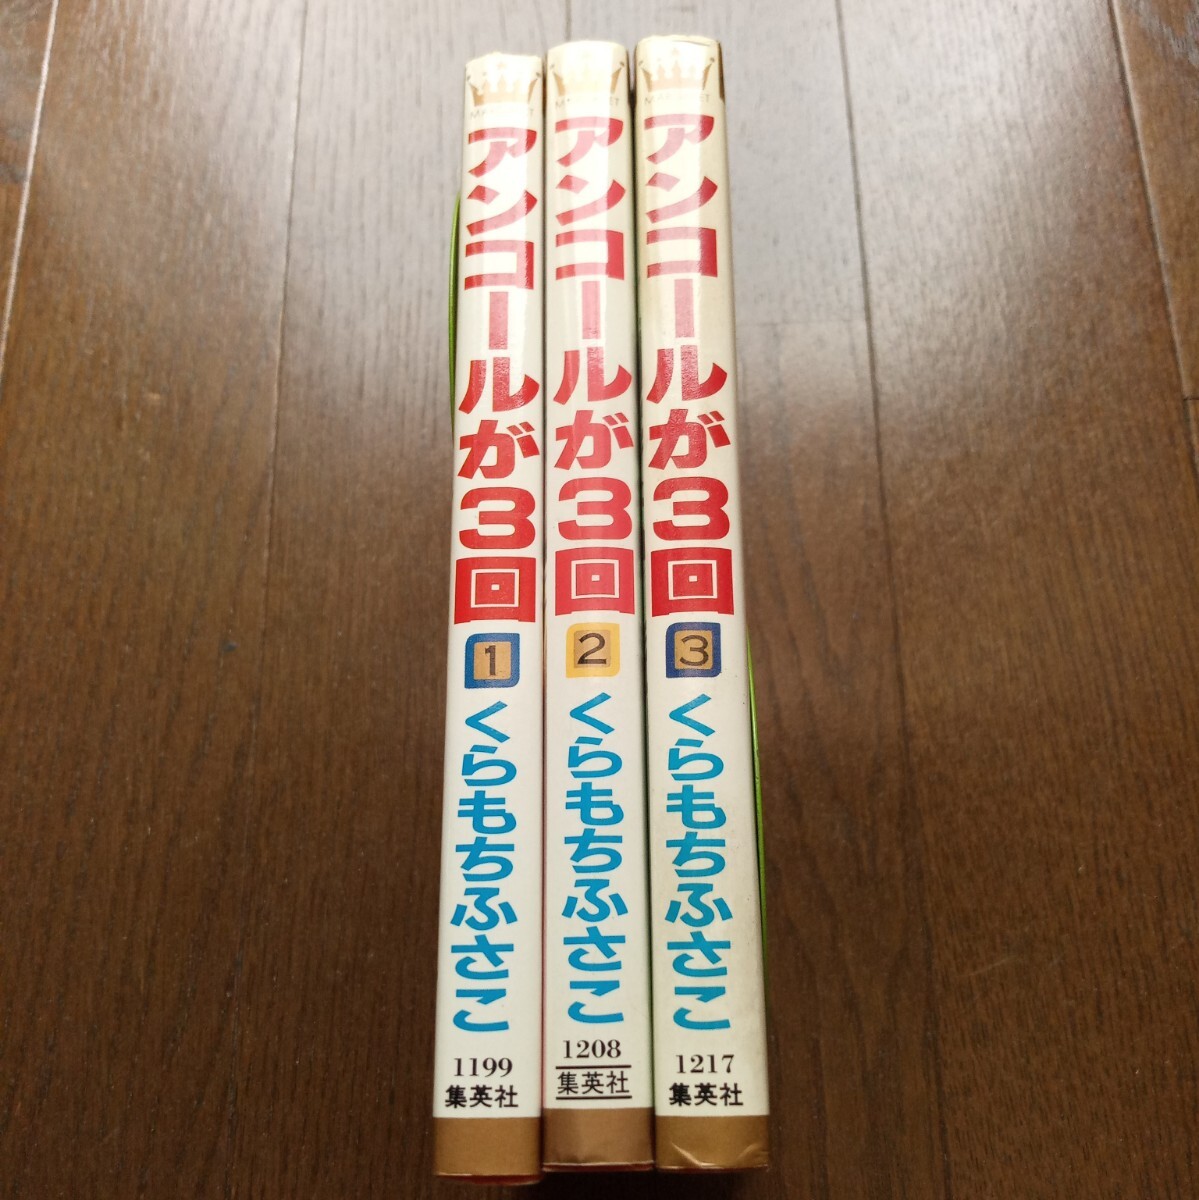 アンコールが3回
1
くらもちふさこ
1199
集英社
アンコールが3回
2
くらもちふさこ
1208
集英社
アンコールが3回
3
くらもちふさこ
1217
集英社